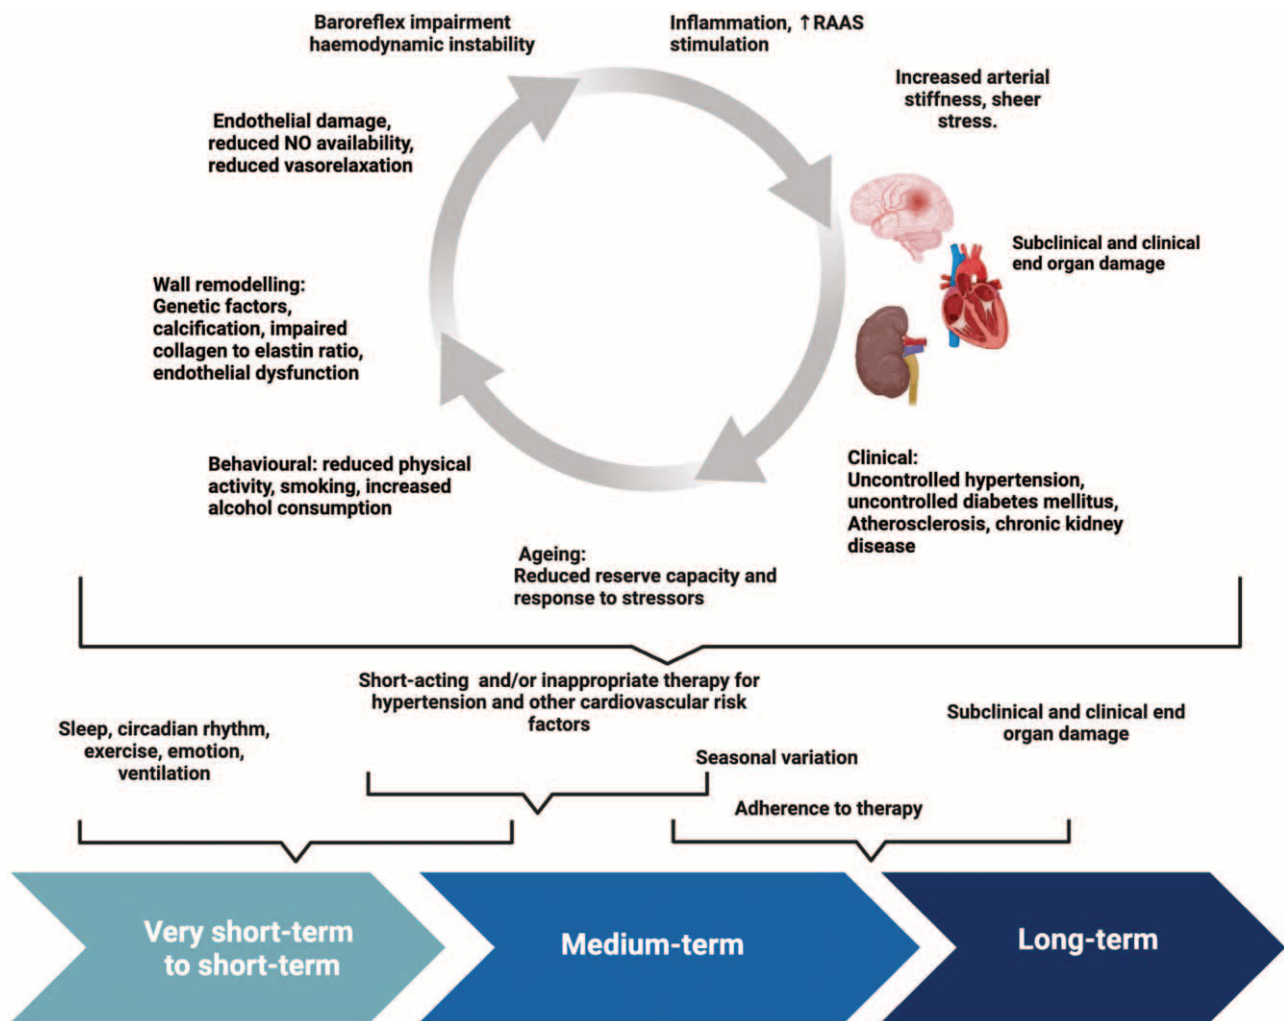 Baroreflex impairment
haemodynamic instability
Inflammation, ↑RAAS
stimulation
Increased arterial
stiffness, sheer
stress.
Endothelial damage,
reduced NO availability,
reduced vasorelaxation
Subclinical and clinical
end organ damage
Wall remodelling:
Genetic factors,
calcification, impaired
collagen to elastin ratio,
endothelial dysfunction
Behavioural: reduced physical
activity, smoking, increased
alcohol consumption
Clinical:
Uncontrolled hypertension,
uncontrolled diabetes mellitus,
Atherosclerosis, chronic kidney
disease
Ageing:
Reduced reserve capacity and
response to stressors
Short-acting and/or inappropriate therapy for
hypertension and other cardiovascular risk
factors
Sleep, circadian rhythm,
exercise, emotion,
ventilation
Subclinical and clinical end
organ damage
Seasonal variation
Adherence to therapy
Very short-term
to short-term
Medium-term
Long-term